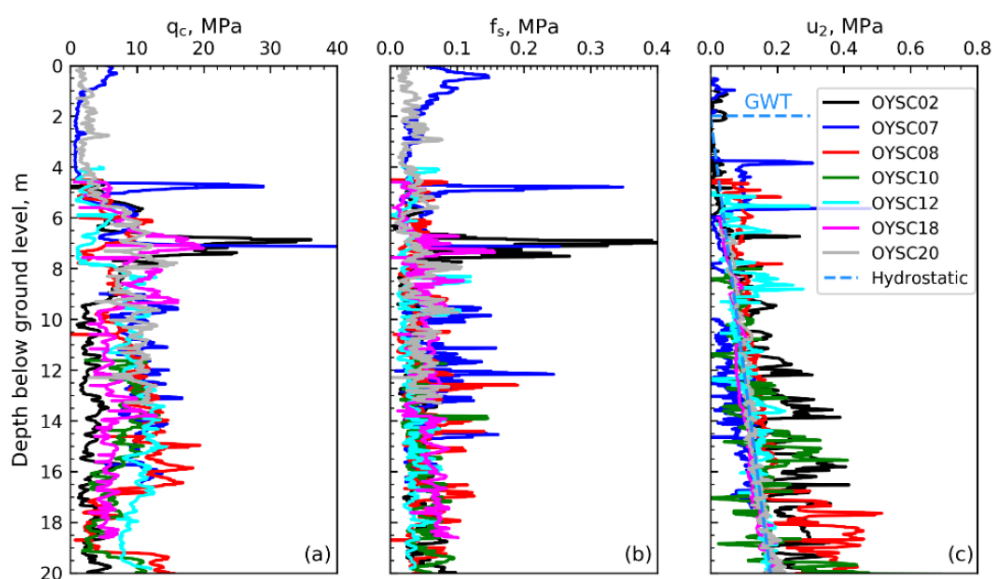 q_c, MPa
f_s, MPa
u_2, MPa
0 10 20 30 40
0.0 0.1 0.2 0.3 0.4
0.0 0.2 0.4 0.6 0.8
Depth below ground level, m
0
2
4
6
8
10
12
14
16
18
20
GWT
OYSC02
OYSC07
OYSC08
OYSC10
OYSC12
OYSC18
OYSC20
Hydrostatic
(a)
(b)
(c)